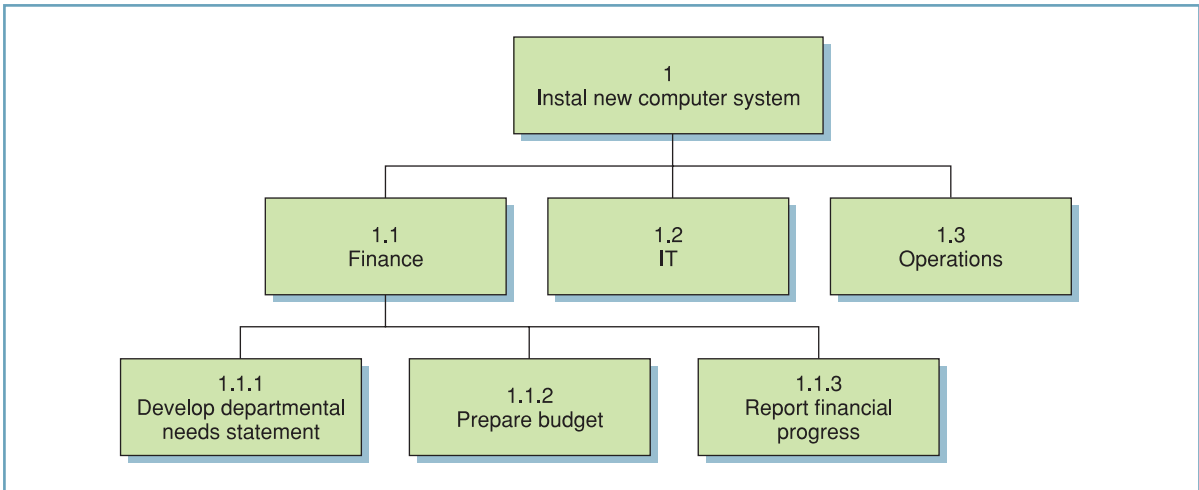 1
Instal new computer system
1.1
Finance
1.2
IT
1.3
Operations
1.1.1
Develop departmental
needs statement
1.1.2
Prepare budget
1.1.3
Report financial
progress